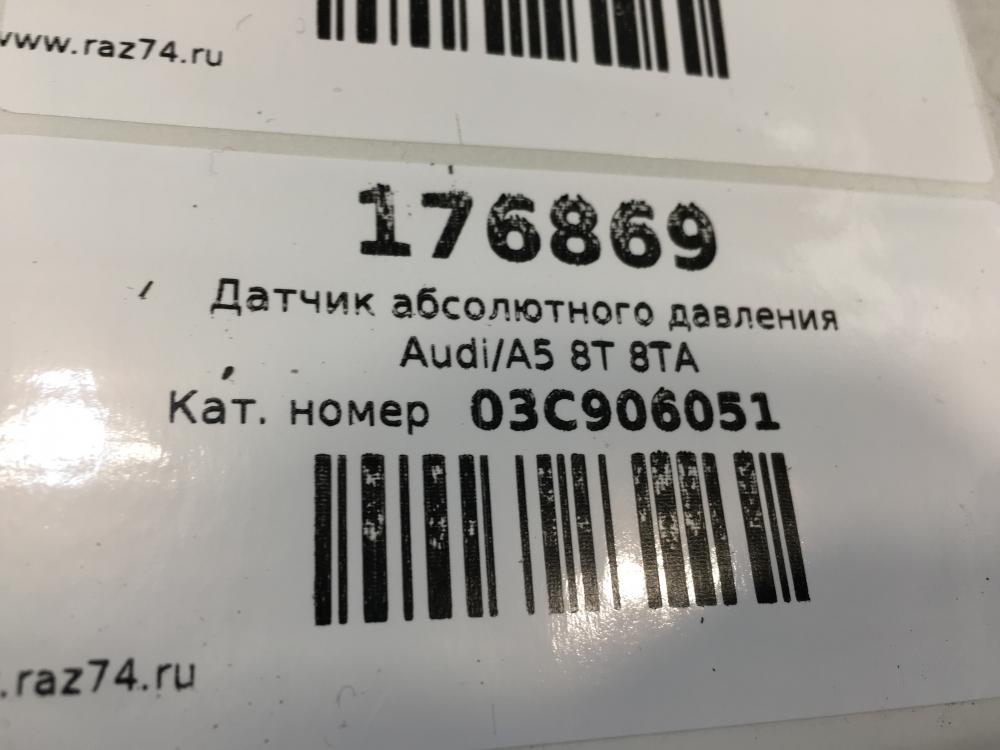 www.raz74.ru
176869
Датчик абсолютного давления
Audi/A5 8T 8TA
Кат. номер 03C906051
.raz74.ru